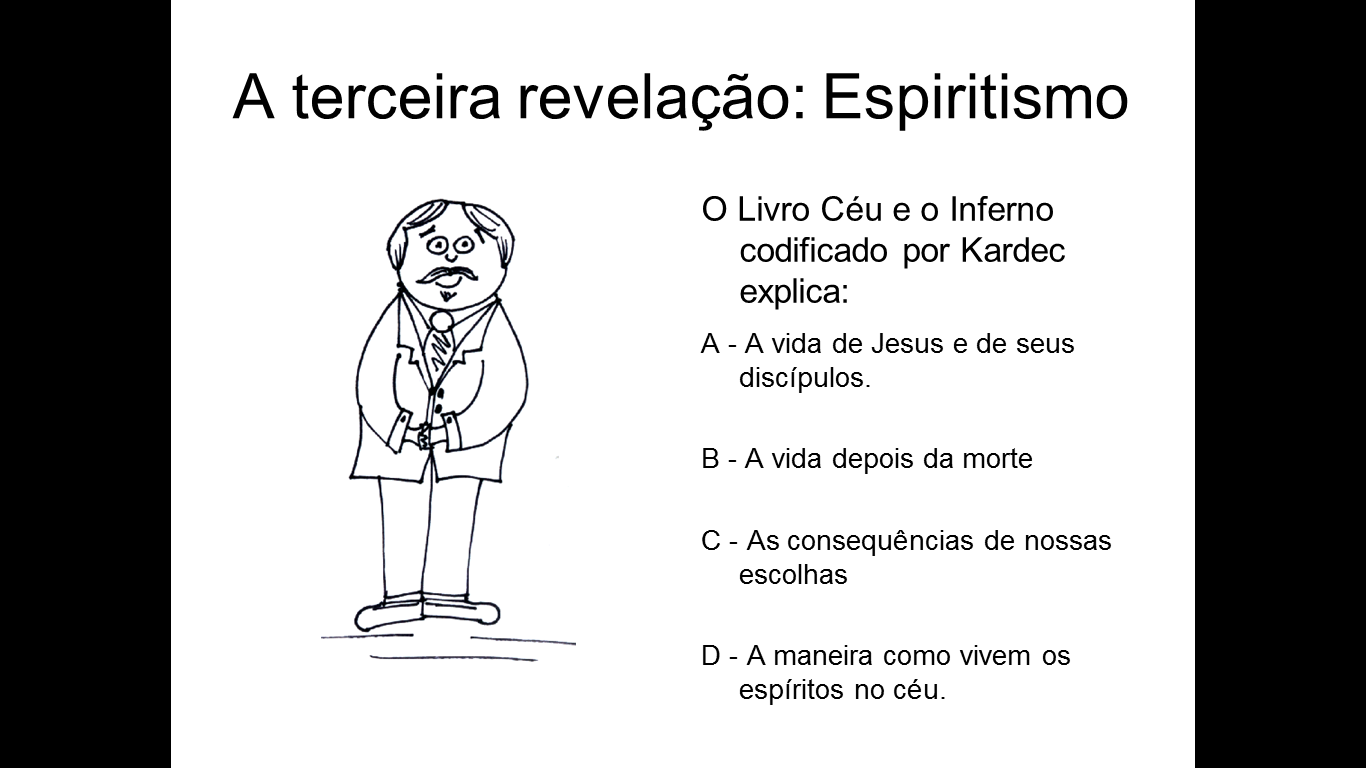 A terceira revelação: Espiritismo
O Livro Céu e o Inferno
codificado por Kardec
explica:
A - A vida de Jesus e de seus
discípulos.
B - A vida depois da morte
C - As consequências de nossas
escolhas
D - A maneira como vivem os
espíritos no céu.